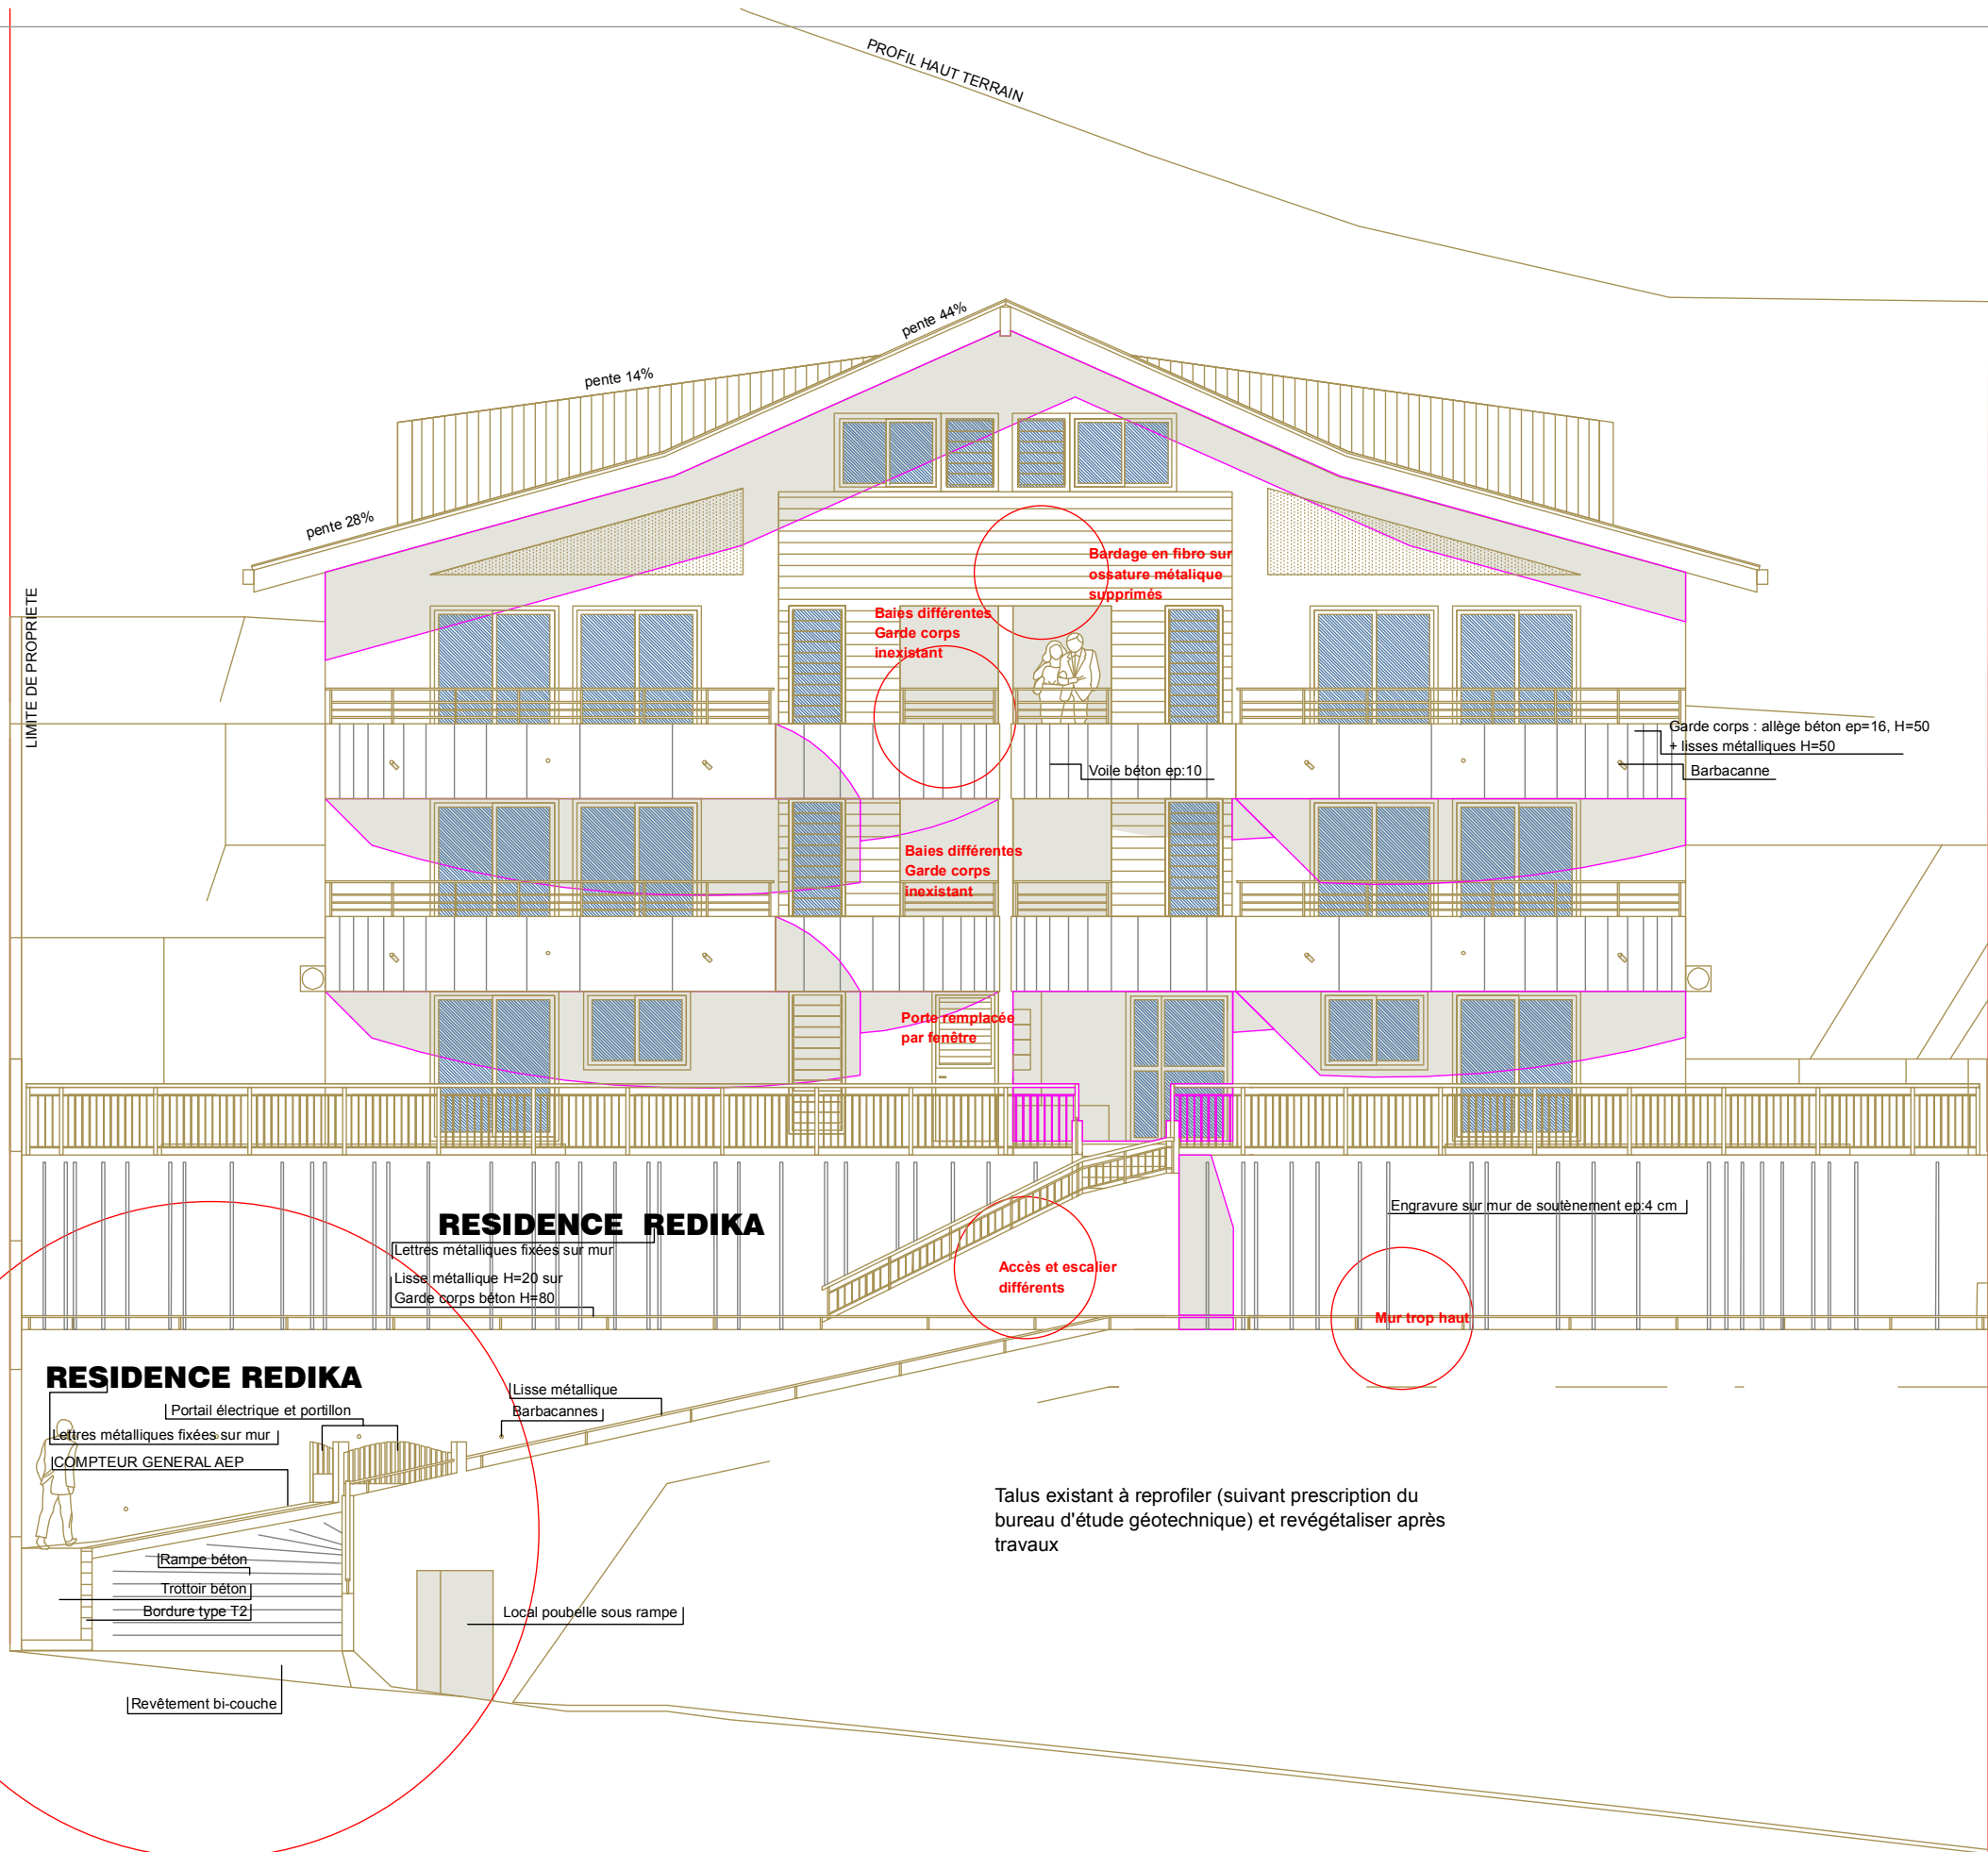 PROFIL HAUT TERRAIN
pente 44%
pente 14%
pente 28%
LIMITE DE PROPRIETE
Bardage en fibro sur
ossature métalique
supprimés
Baies différentes
Garde corps
inexistant
Garde corps : allège béton ep=16, H=50
+ lisses métalliques H=50
Voile béton ep:10
Barbacanne
Baies différentes
Garde corps
inexistant
Porte remplacée
par fenêtre
RESIDENCE REDIKA
Lettres métalliques fixées sur mur
Lisse métallique H=20 sur
Garde corps béton H=80
Engravure sur mur de soutènement ep:4 cm
Accès et escalier
différents
Mur trop haut
RESIDENCE REDIKA
Lisse métallique
Portail électrique et portillon
Barbacannes
Lettres métalliques fixées sur mur
COMPTEUR GENERAL AEP
Talus existant à reprofiler (suivant prescription du
bureau d'étude géotechnique) et revégétaliser après
travaux
Rampe béton
Trottoir béton
Bordure type T2
Local poubelle sous rampe
Revêtement bi-couche